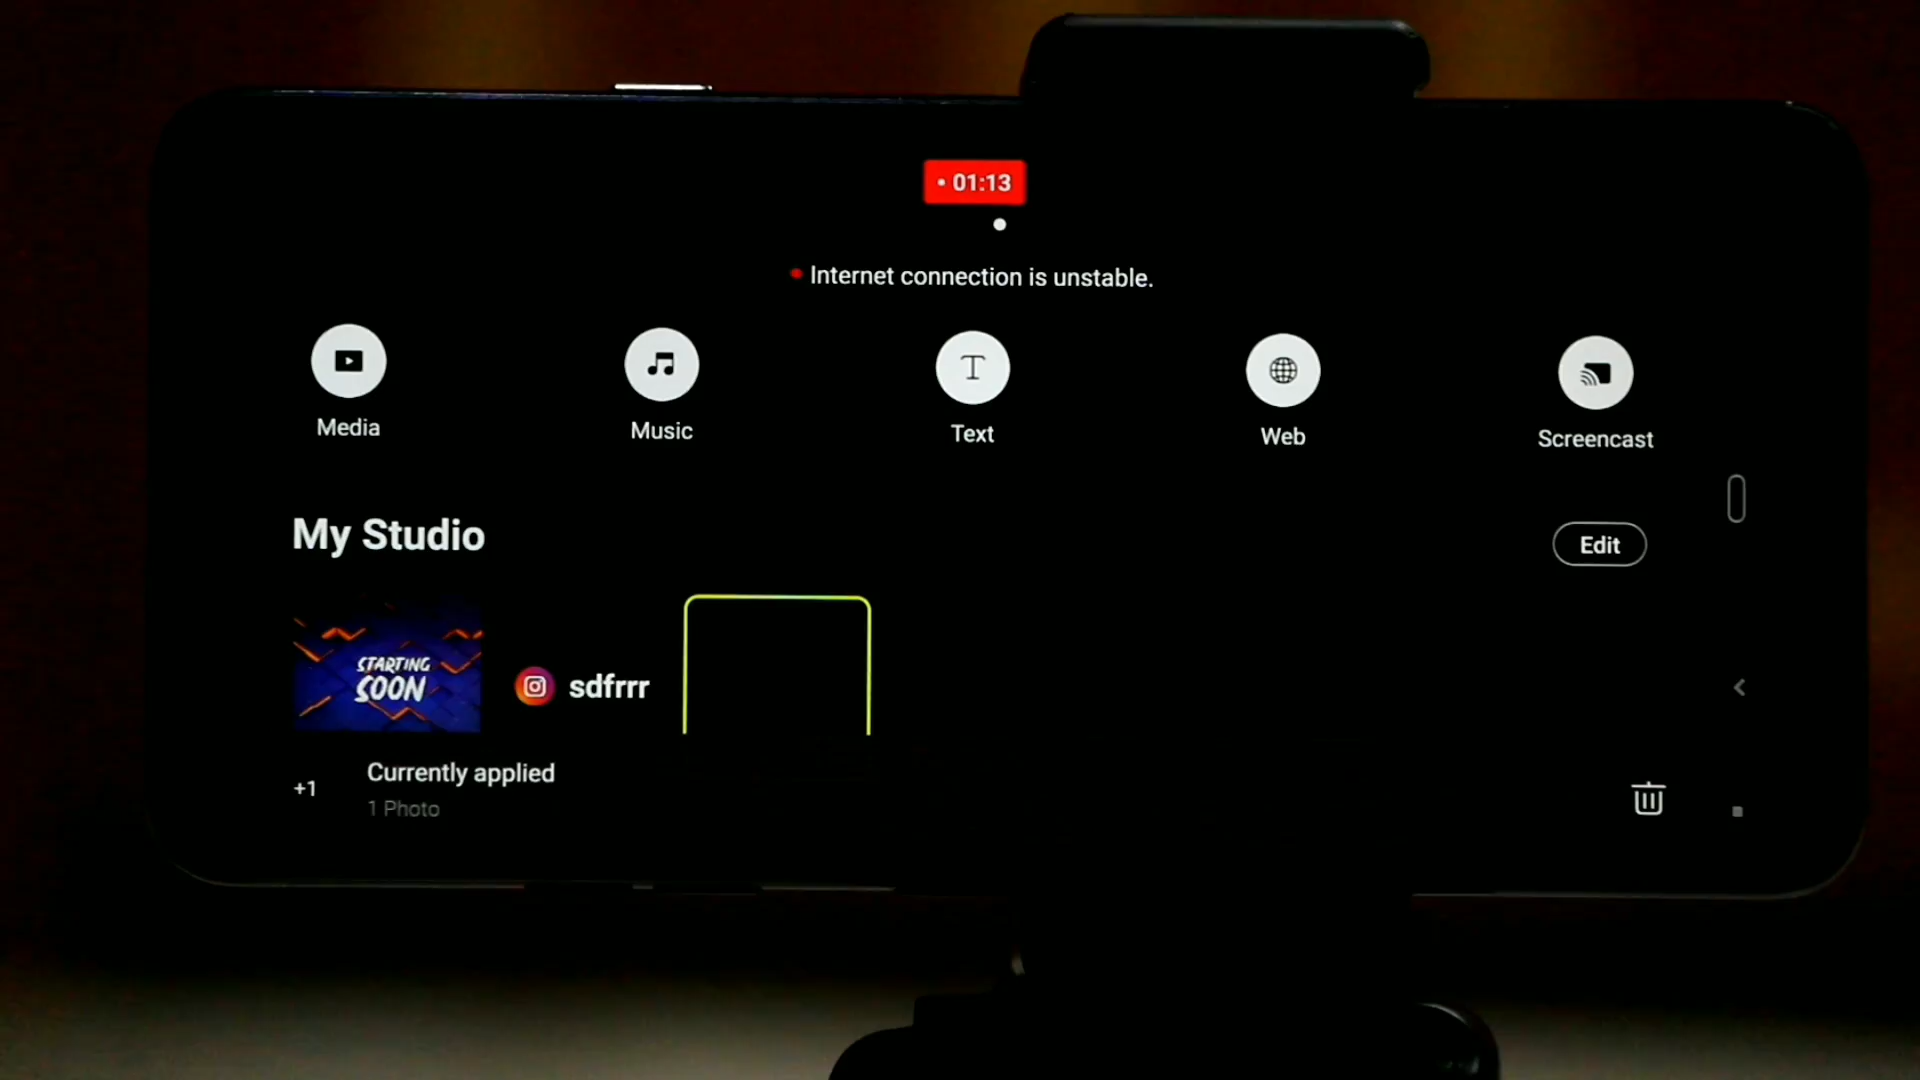 01:13
Internet connection is unstable.
Media
Music
Text
Web
Screencast
My Studio
Edit
STARTING
SOON
sdfrrr
+1
Currently applied
1 Photo